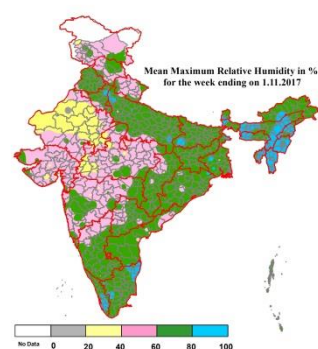 Mean Maximum Relative Humidity in %
for the week ending on 1.11.2017
No Data 0 20 40 60 80 100